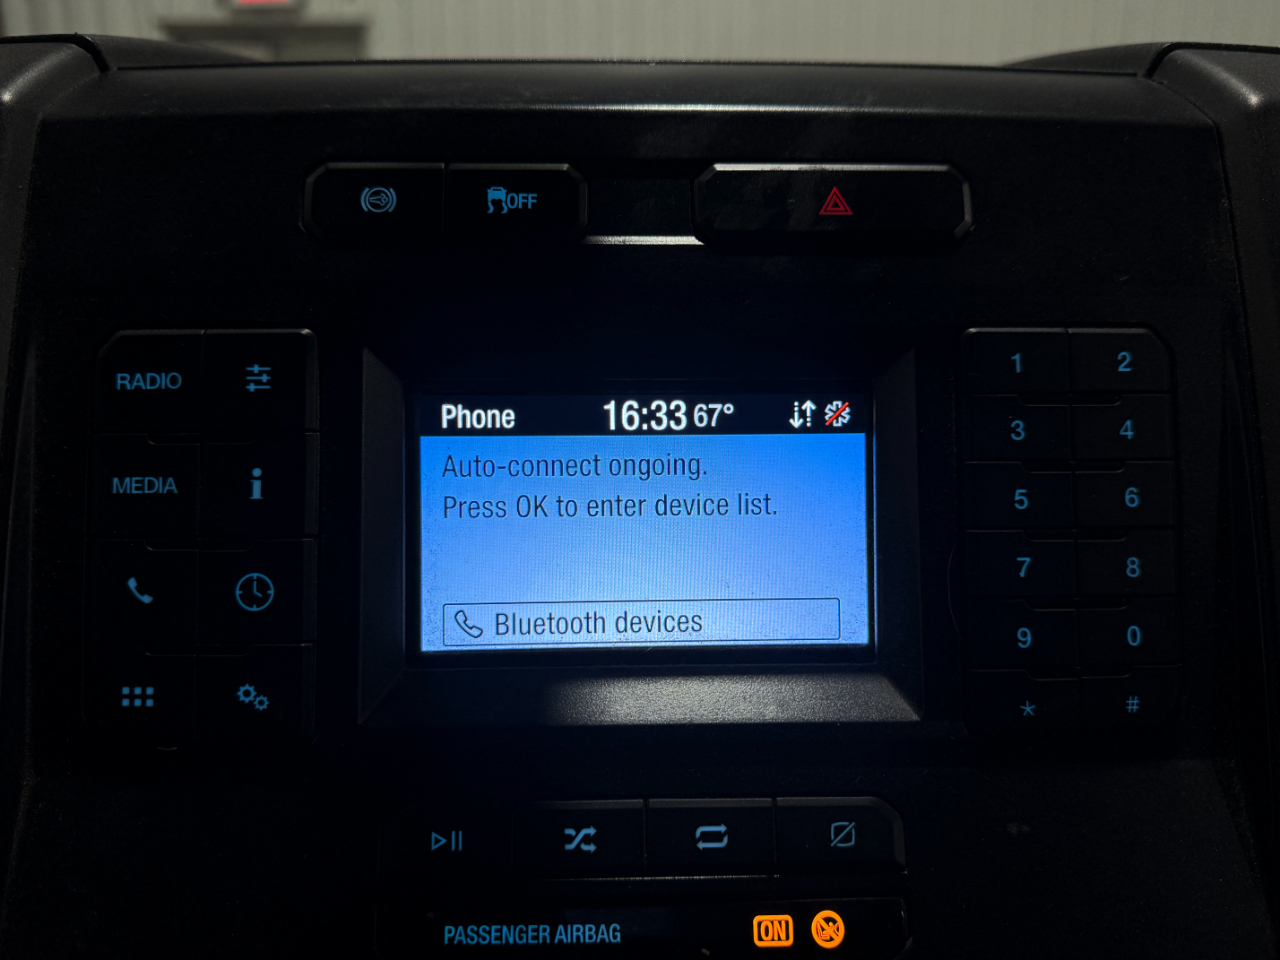 OFF
RADIO
MEDIA
Phone 16:33 67°
Auto-connect ongoing.
Press OK to enter device list.
Bluetooth devices
1 2
3 4
5 6
7 8
9 0
* #
PASSENGER AIRBAG ON